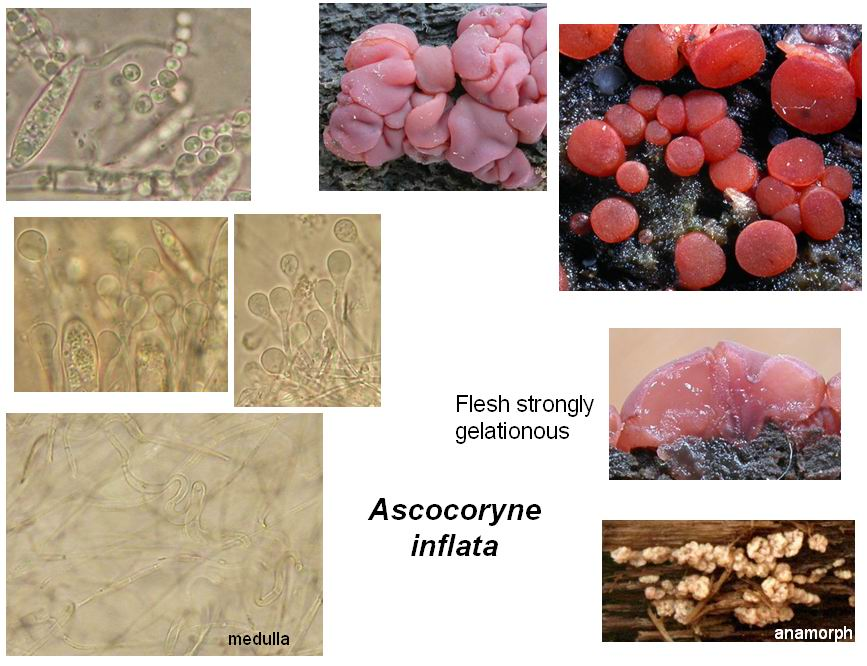 Flesh strongly
gelationous
Ascocoryne
inflata
medulla
anamorph